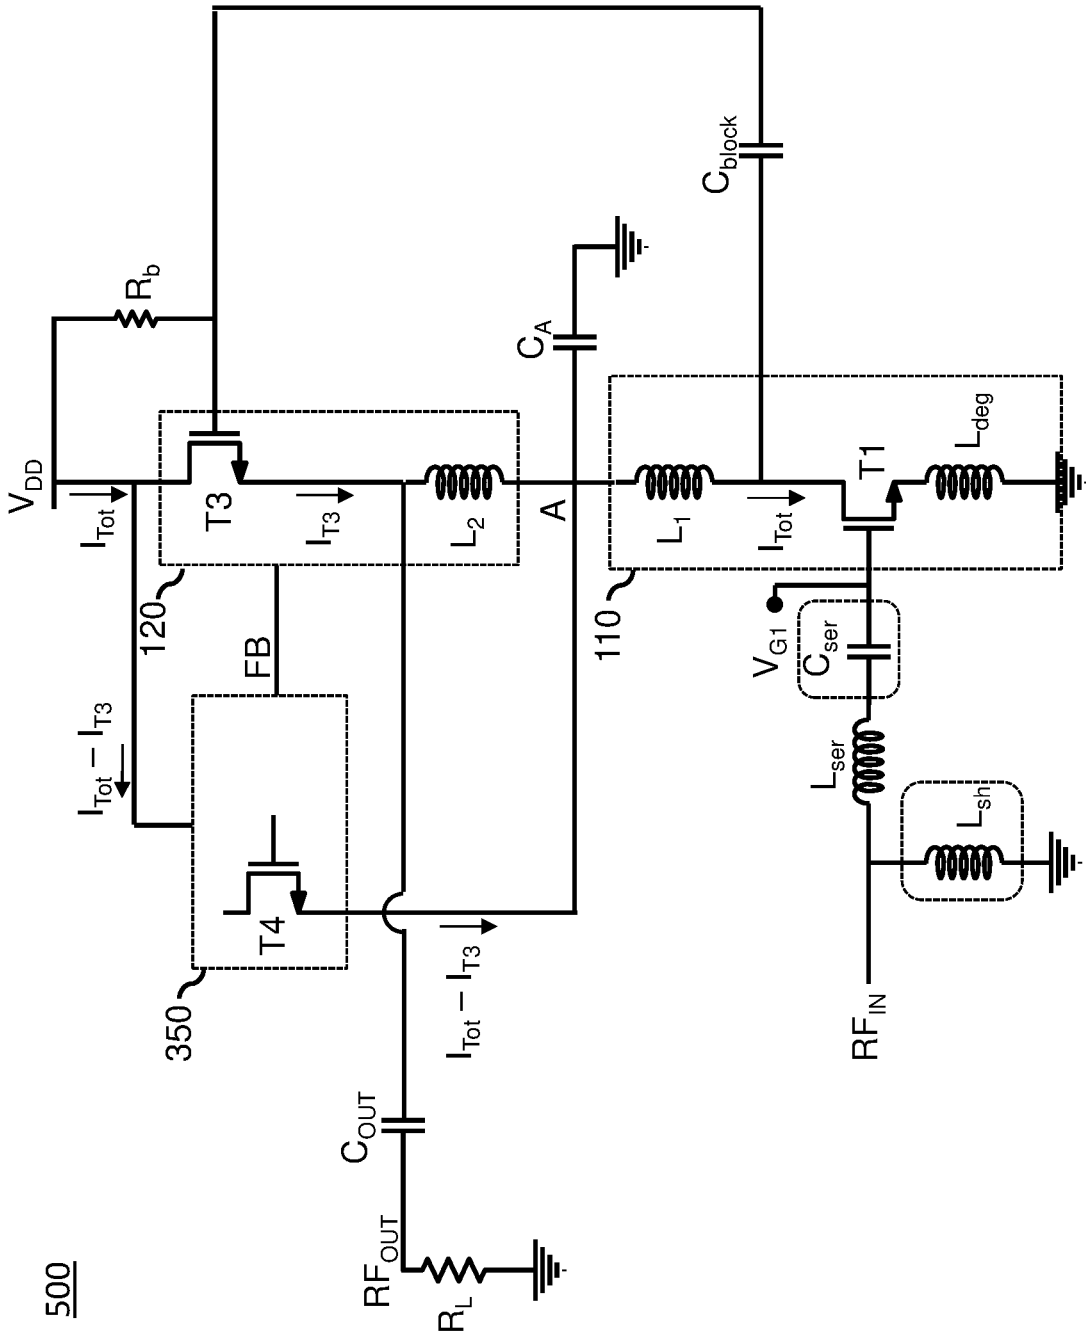 500
V_DD
I_Tot
I_Tot – I_T3
R_b
120
T3
I_T3
L_2
FB
350
T4
I_Tot – I_T3
A
C_A
C_block
110
L_1
I_Tot
T1
L_deg
V_G1
C_ser
L_ser
L_sh
RF_IN
C_OUT
RF_OUT
R_L